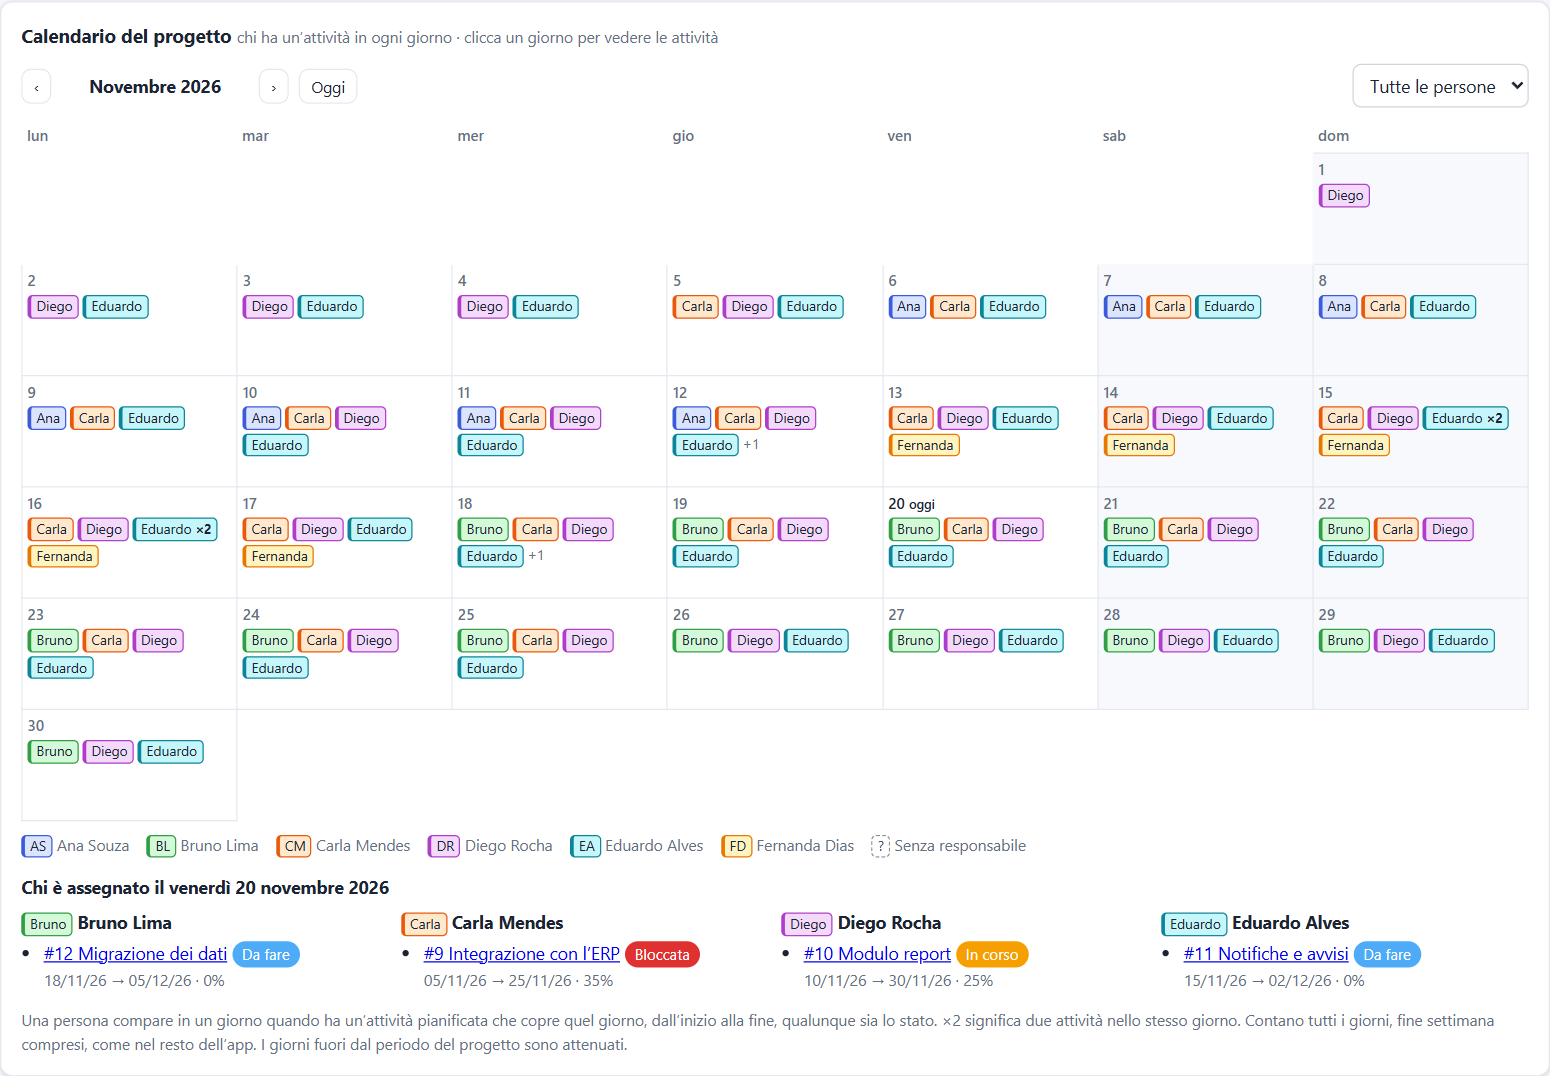 Calendario del progetto chi ha un'attività in ogni giorno · clicca un giorno per vedere le attività
‹ Novembre 2026 › Oggi Tutte le persone
lun mar mer gio ven sab dom
1
Diego
2 3 4 5 6 7 8
Diego Eduardo Diego Eduardo Diego Eduardo Carla Diego Eduardo Ana Carla Eduardo Ana Carla Eduardo Ana Carla Eduardo
9 10 11 12 13 14 15
Ana Carla Eduardo Ana Carla Diego Ana Carla Diego Ana Carla Diego Carla Diego Eduardo Carla Diego Eduardo Carla Diego Eduardo ×2
Eduardo Eduardo Eduardo +1 Fernanda Fernanda Fernanda
16 17 18 19 20 oggi 21 22
Carla Diego Eduardo ×2 Carla Diego Eduardo Bruno Carla Diego Bruno Carla Diego Bruno Carla Diego Bruno Carla Diego Bruno Carla Diego
Fernanda Fernanda Eduardo +1 Eduardo Eduardo Eduardo Eduardo
23 24 25 26 27 28 29
Bruno Carla Diego Bruno Carla Diego Bruno Carla Diego Bruno Diego Eduardo Bruno Diego Eduardo Bruno Diego Eduardo Bruno Diego Eduardo
Eduardo Eduardo Eduardo
30
Bruno Diego Eduardo
AS Ana Souza BL Bruno Lima CM Carla Mendes DR Diego Rocha EA Eduardo Alves FD Fernanda Dias ? Senza responsabile
Chi è assegnato il venerdì 20 novembre 2026
Bruno Bruno Lima Carla Carla Mendes Diego Diego Rocha Eduardo Eduardo Alves
• #12 Migrazione dei dati Da fare • #9 Integrazione con l'ERP Bloccata • #10 Modulo report In corso • #11 Notifiche e avvisi Da fare
18/11/26 → 05/12/26 · 0% 05/11/26 → 25/11/26 · 35% 10/11/26 → 30/11/26 · 25% 15/11/26 → 02/12/26 · 0%
Una persona compare in un giorno quando ha un'attività pianificata che copre quel giorno, dall'inizio alla fine, qualunque sia lo stato. ×2 significa due attività nello stesso giorno. Contano tutti i giorni, fine settimana
compresi, come nel resto dell'app. I giorni fuori dal periodo del progetto sono attenuati.